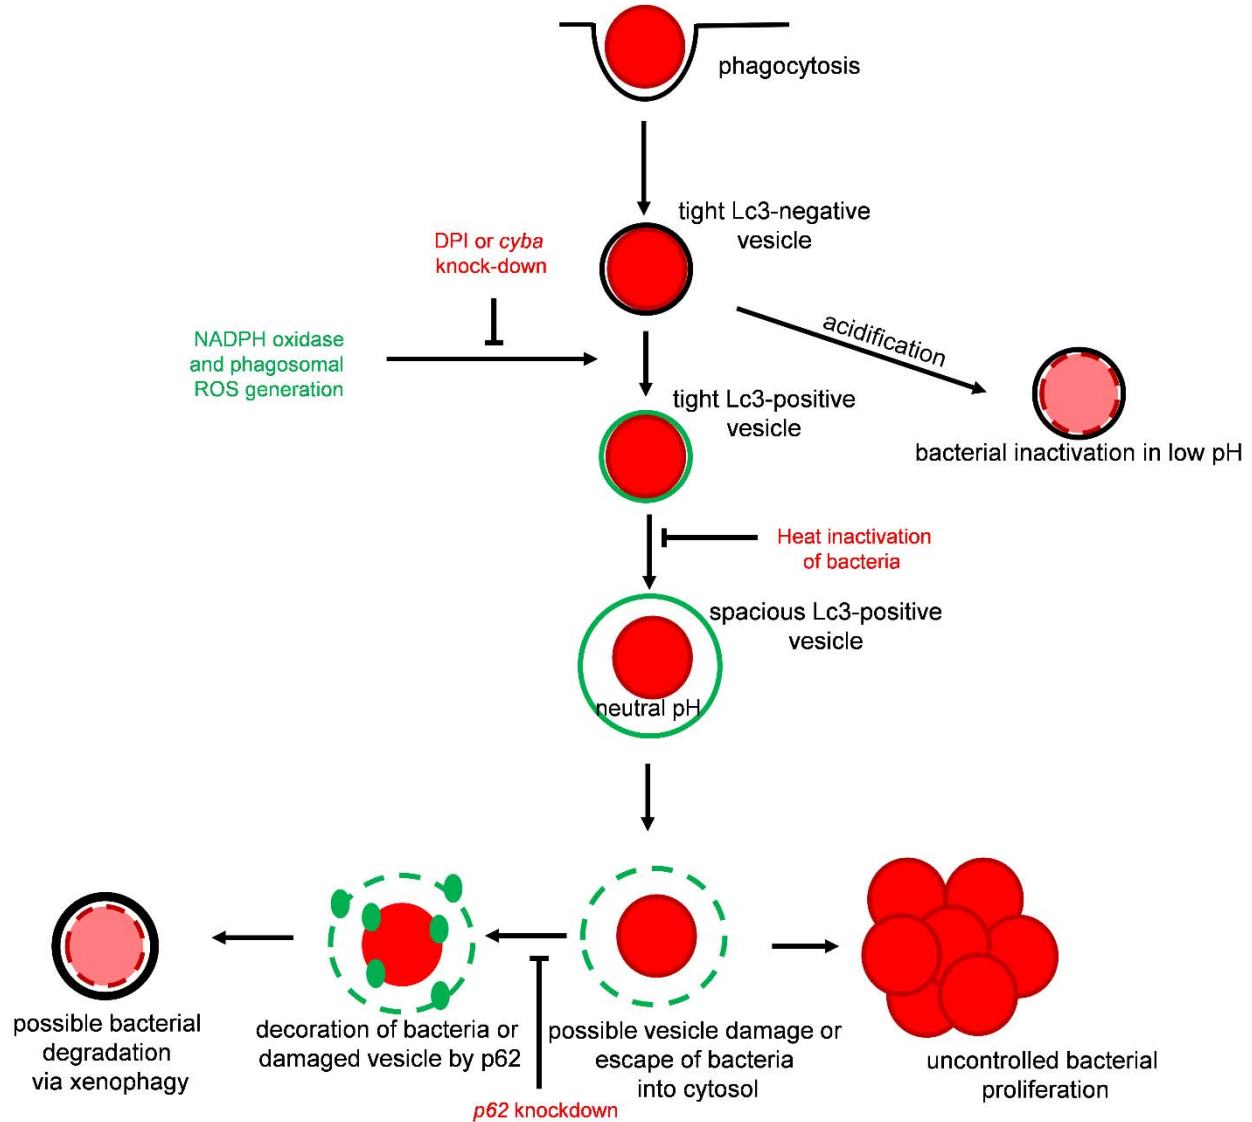 phagocytosis
tight Lc3-negative
vesicle
DPI or cyba
knock-down
NADPH oxidase
and phagosomal
ROS generation
acidification
tight Lc3-positive
vesicle
bacterial inactivation in low pH
Heat inactivation
of bacteria
spacious Lc3-positive
vesicle
neutral pH
possible bacterial
degradation
via xenophagy
decoration of bacteria or
damaged vesicle by p62
possible vesicle damage or
escape of bacteria
into cytosol
uncontrolled bacterial
proliferation
p62 knockdown